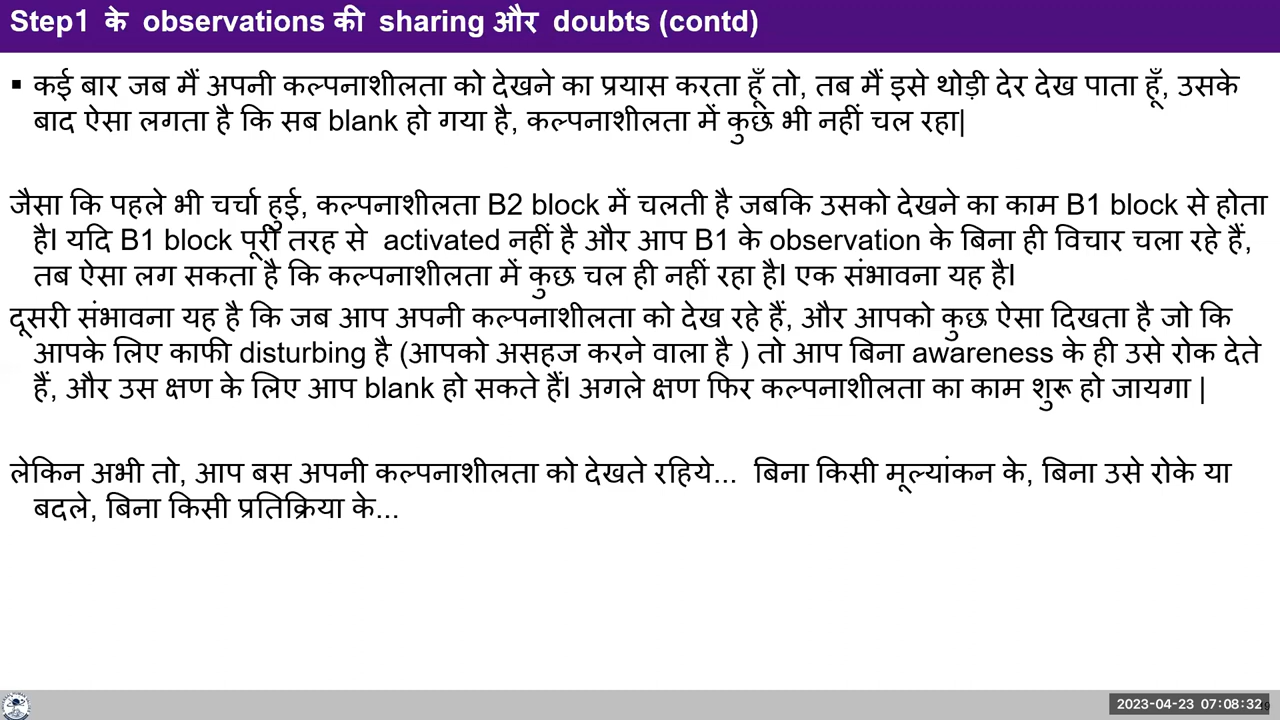 Step1 के observations की sharing और doubts (contd)
▪ कई बार जब मैं अपनी कल्पनाशीलता को देखने का प्रयास करता हूँ तो, तब मैं इसे थोड़ी देर देख पाता हूँ, उसके
बाद ऐसा लगता है कि सब blank हो गया है, कल्पनाशीलता में कुछ भी नहीं चल रहा|
जैसा कि पहले भी चर्चा हुई, कल्पनाशीलता B2 block में चलती है जबकि उसको देखने का काम B1 block से होता
है। यदि B1 block पूरी तरह से activated नहीं है और आप B1 के observation के बिना ही विचार चला रहे हैं,
तब ऐसा लग सकता है कि कल्पनाशीलता में कुछ चल ही नहीं रहा है। एक संभावना यह है।
दूसरी संभावना यह है कि जब आप अपनी कल्पनाशीलता को देख रहे हैं, और आपको कुछ ऐसा दिखता है जो कि
आपके लिए काफी disturbing है (आपको असहज करने वाला है ) तो आप बिना awareness के ही उसे रोक देते
हैं, और उस क्षण के लिए आप blank हो सकते हैं। अगले क्षण फिर कल्पनाशीलता का काम शुरू हो जायगा |
लेकिन अभी तो, आप बस अपनी कल्पनाशीलता को देखते रहिये... बिना किसी मूल्यांकन के, बिना उसे रोके या
बदले, बिना किसी प्रतिक्रिया के...
2023-04-23 07:08:32